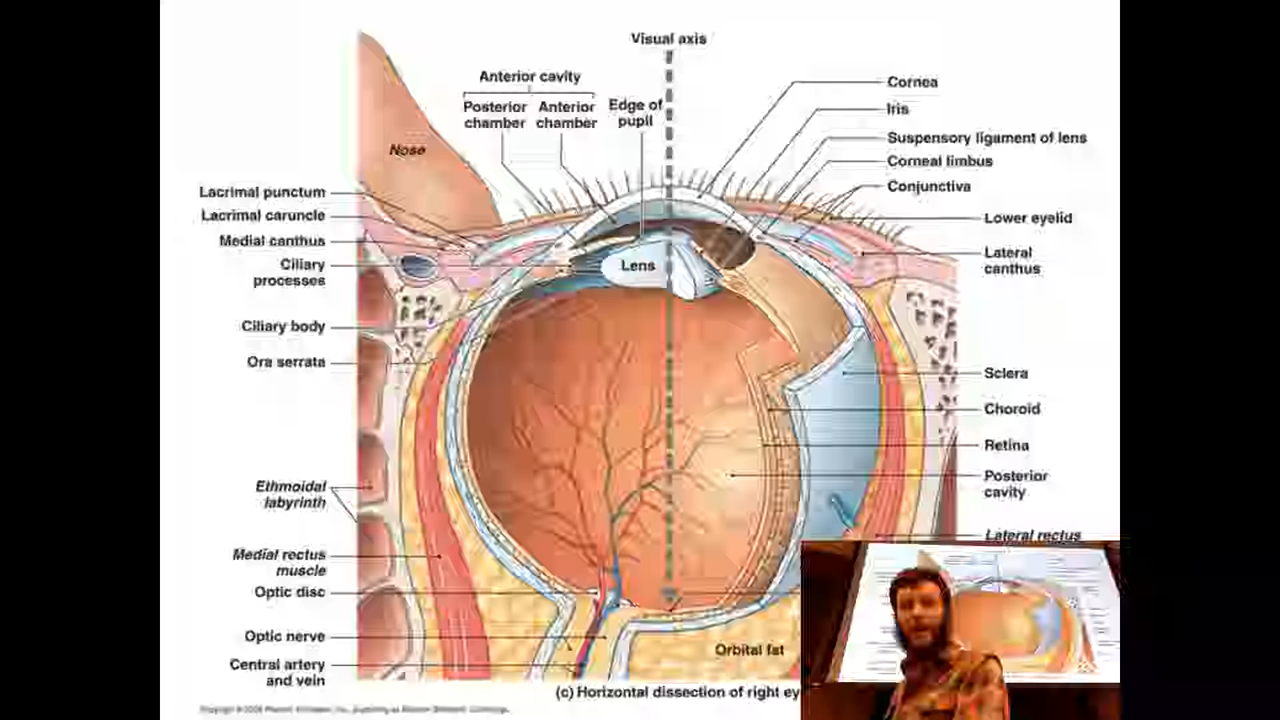 Visual axis
Anterior cavity
Posterior
chamber
Anterior
chamber
Edge of
pupil
Nose
Lacrimal punctum
Lacrimal caruncle
Medial canthus
Ciliary
processes
Ciliary body
Ora serrata
Ethmoidal
labyrinth
Medial rectus
muscle
Optic disc
Optic nerve
Central artery
and vein
Lens
Cornea
Iris
Suspensory ligament of lens
Corneal limbus
Conjunctiva
Lower eyelid
Lateral
canthus
Sclera
Choroid
Retina
Posterior
cavity
Lateral rectus
Orbital fat
(c) Horizontal dissection of right ey